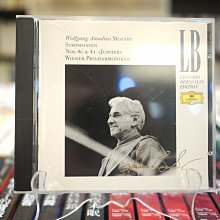 Wolfgang Amadeus Mozart
Symphonien
Nos. 40 & 41 »Jupiter«
Wiener Philharmoniker
LB
LEONARD
BERNSTEIN
EDITION